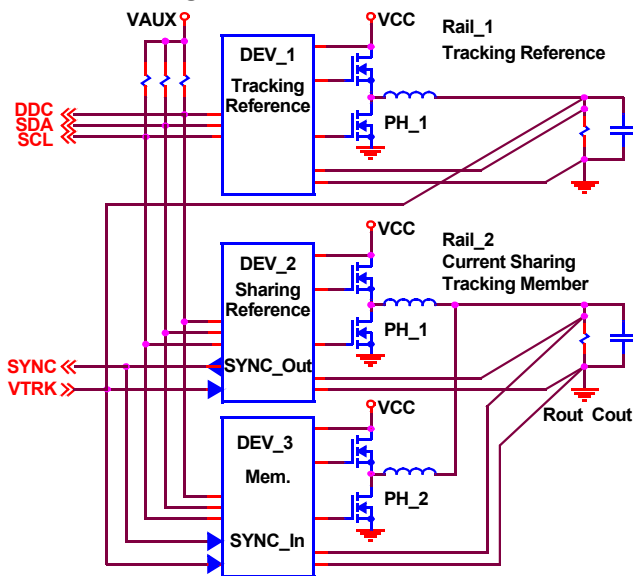 VAUX
VCC
DEV_1
Tracking
Reference
Rail_1
Tracking Reference
DDC
SDA
SCL
PH_1
VCC
DEV_2
Sharing
Reference
Rail_2
Current Sharing
Tracking Member
PH_1
SYNC
SYNC_Out
VTRK
VCC
Rout Cout
DEV_3
Mem.
PH_2
SYNC_In